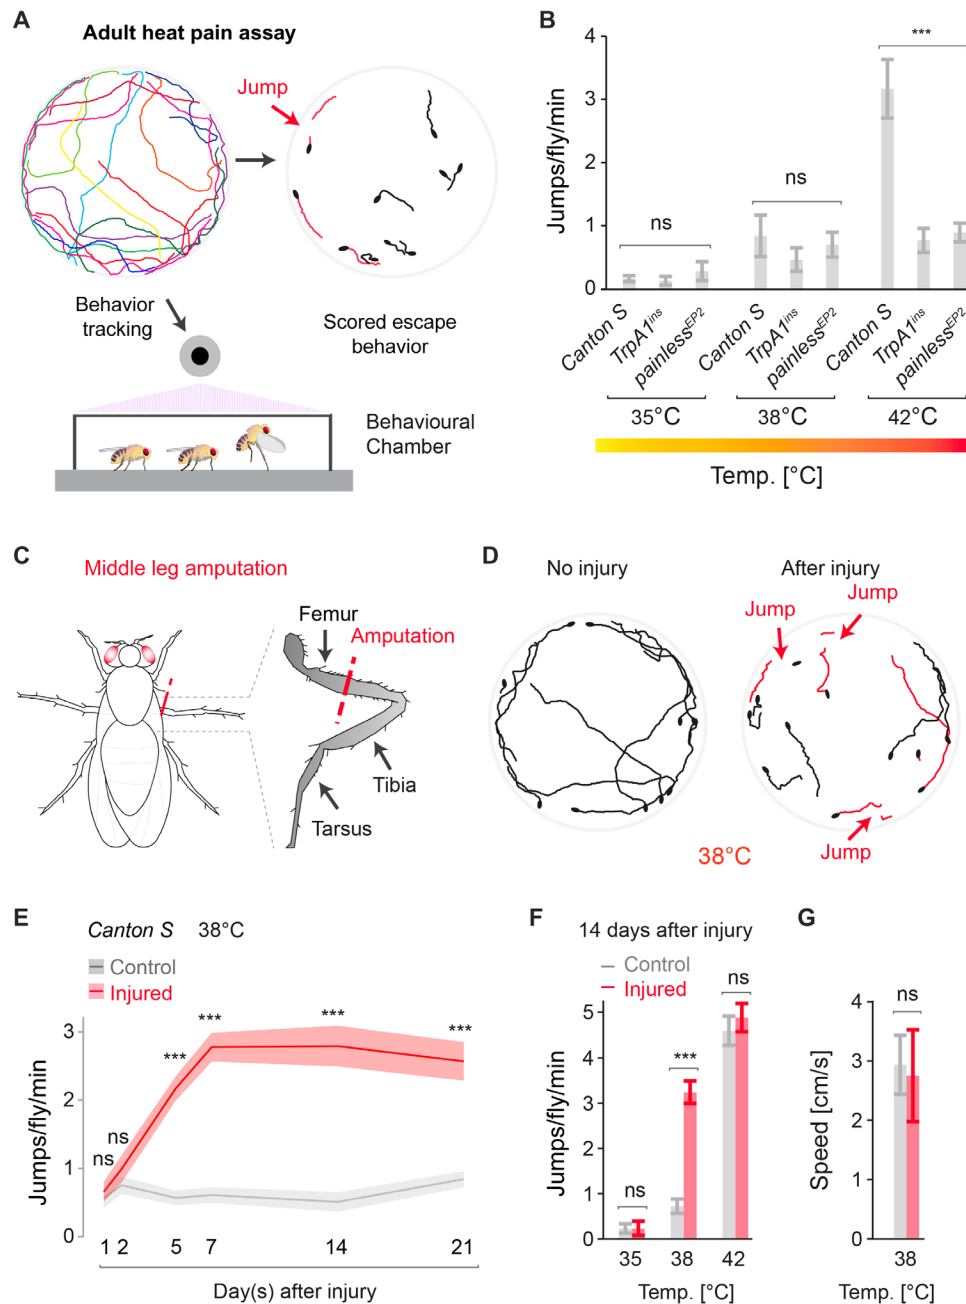 A
Adult heat pain assay
Jump
Behavior
tracking
Scored escape
behavior
Behavioural
Chamber
B
Jumps/fly/min
4
3
2
1
0
ns
ns
***
Canton S
TrpA1ins
painlessEP2
Canton S
TrpA1ins
painlessEP2
Canton S
TrpA1ins
painlessEP2
35°C
38°C
42°C
Temp. [°C]
C
Middle leg amputation
Femur
Amputation
Tibia
Tarsus
D
No injury
After injury
Jump
Jump
Jump
38°C
E
Canton S 38°C
Control
Injured
Jumps/fly/min
3
2
1
0
ns
ns
***
***
***
***
1 2 5 7 14 21
Day(s) after injury
F
14 days after injury
Control
Injured
Jumps/fly/min
5
4
3
2
1
0
ns
***
ns
35 38 42
Temp. [°C]
G
ns
Speed [cm/s]
4
3
2
1
0
38
Temp. [°C]